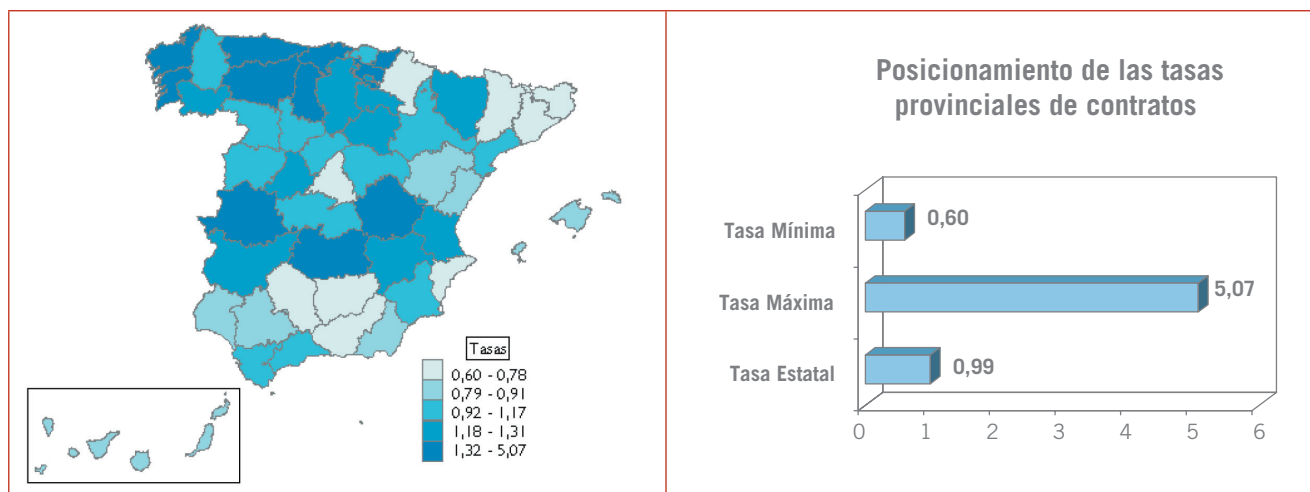 Tasas
0,60 - 0,78
0,79 - 0,91
0,92 - 1,17
1,18 - 1,31
1,32 - 5,07
Posicionamiento de las tasas
provinciales de contratos
Tasa Mínima
0,60
Tasa Máxima
5,07
Tasa Estatal
0,99
0 1 2 3 4 5 6